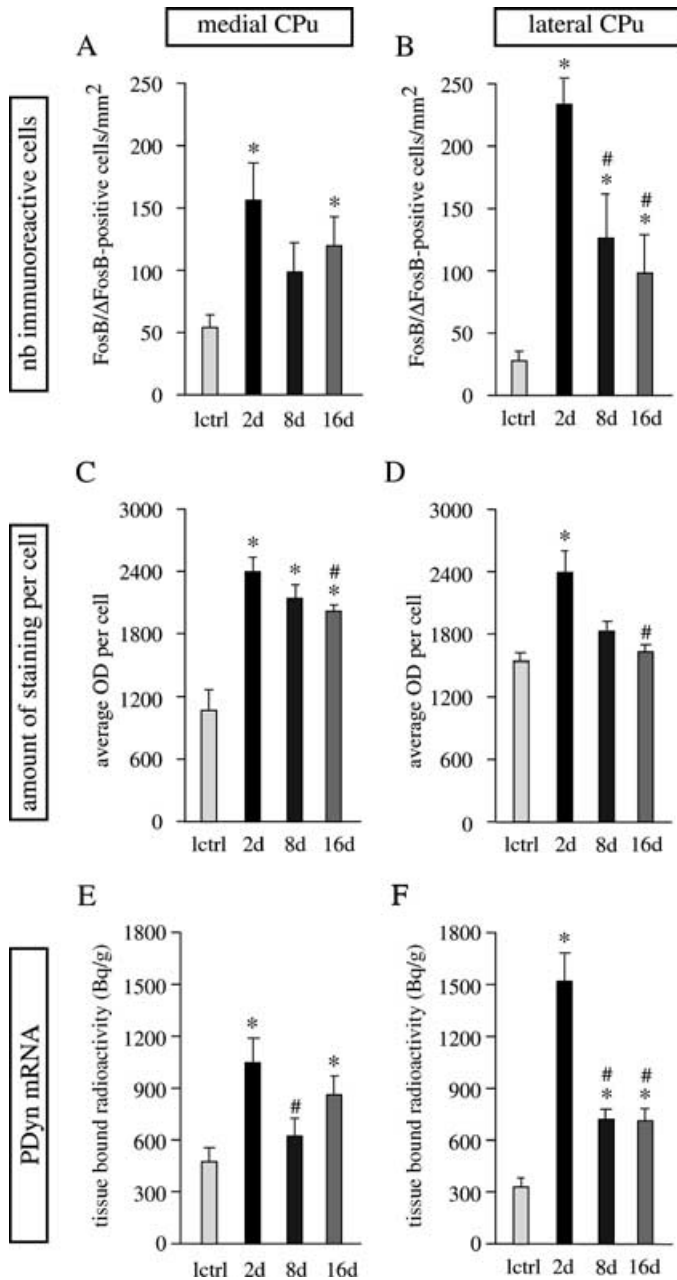 medial CPu
lateral CPu
nb immunoreactive cells
A
FosB/ΔFosB-positive cells/mm2
250
200
150
100
50
0
*
*
lctrl 2d 8d 16d
B
FosB/ΔFosB-positive cells/mm2
250
200
150
100
50
0
*
#
*
#
*
lctrl 2d 8d 16d
amount of staining per cell
C
average OD per cell
3000
2400
1800
1200
600
0
*
*
#
*
lctrl 2d 8d 16d
D
average OD per cell
3000
2400
1800
1200
600
0
*
#
lctrl 2d 8d 16d
PDyn mRNA
E
tissue bound radioactivity (Bq/g)
1800
1500
1200
900
600
300
0
*
#
*
lctrl 2d 8d 16d
F
tissue bound radioactivity (Bq/g)
1800
1500
1200
900
600
300
0
*
#
*
#
*
lctrl 2d 8d 16d